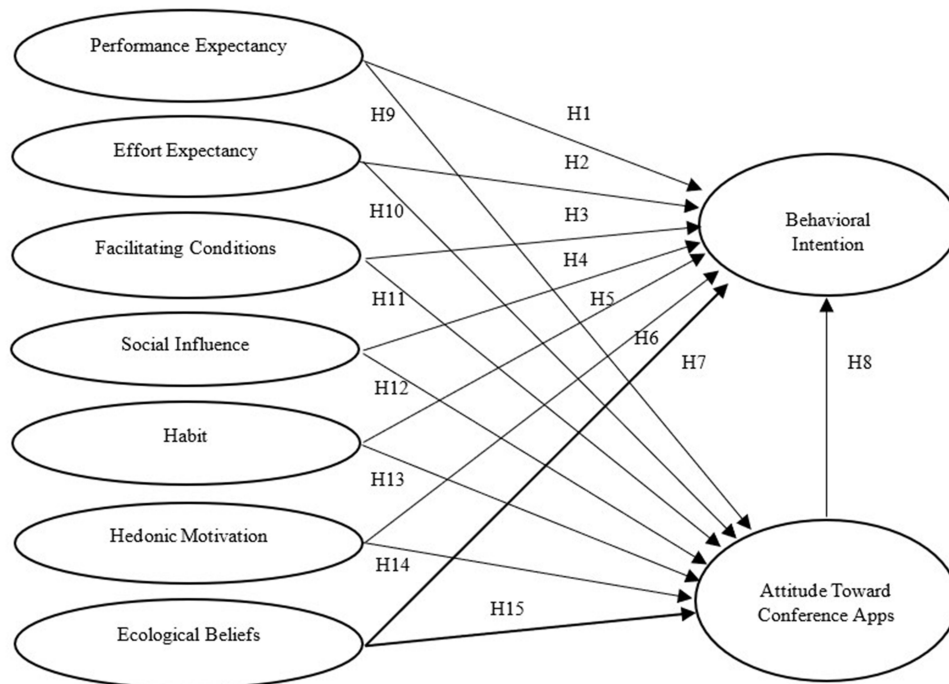 Performance Expectancy
H9
H1
Effort Expectancy
H2
H10
H3
Facilitating Conditions
Behavioral
Intention
H4
H11
H5
Social Influence
H6
H7
H8
H12
Habit
H13
Hedonic Motivation
H14
Attitude Toward
Conference Apps
H15
Ecological Beliefs